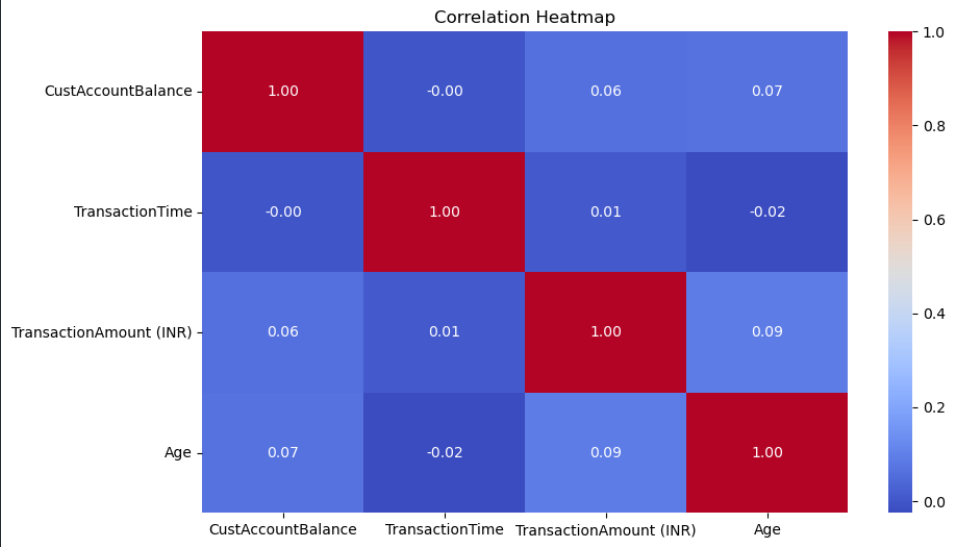 Correlation Heatmap
CustAccountBalance 1.00 -0.00 0.06 0.07
TransactionTime -0.00 1.00 0.01 -0.02
TransactionAmount (INR) 0.06 0.01 1.00 0.09
Age 0.07 -0.02 0.09 1.00
CustAccountBalance TransactionTime TransactionAmount (INR) Age
1.0
0.8
0.6
0.4
0.2
0.0